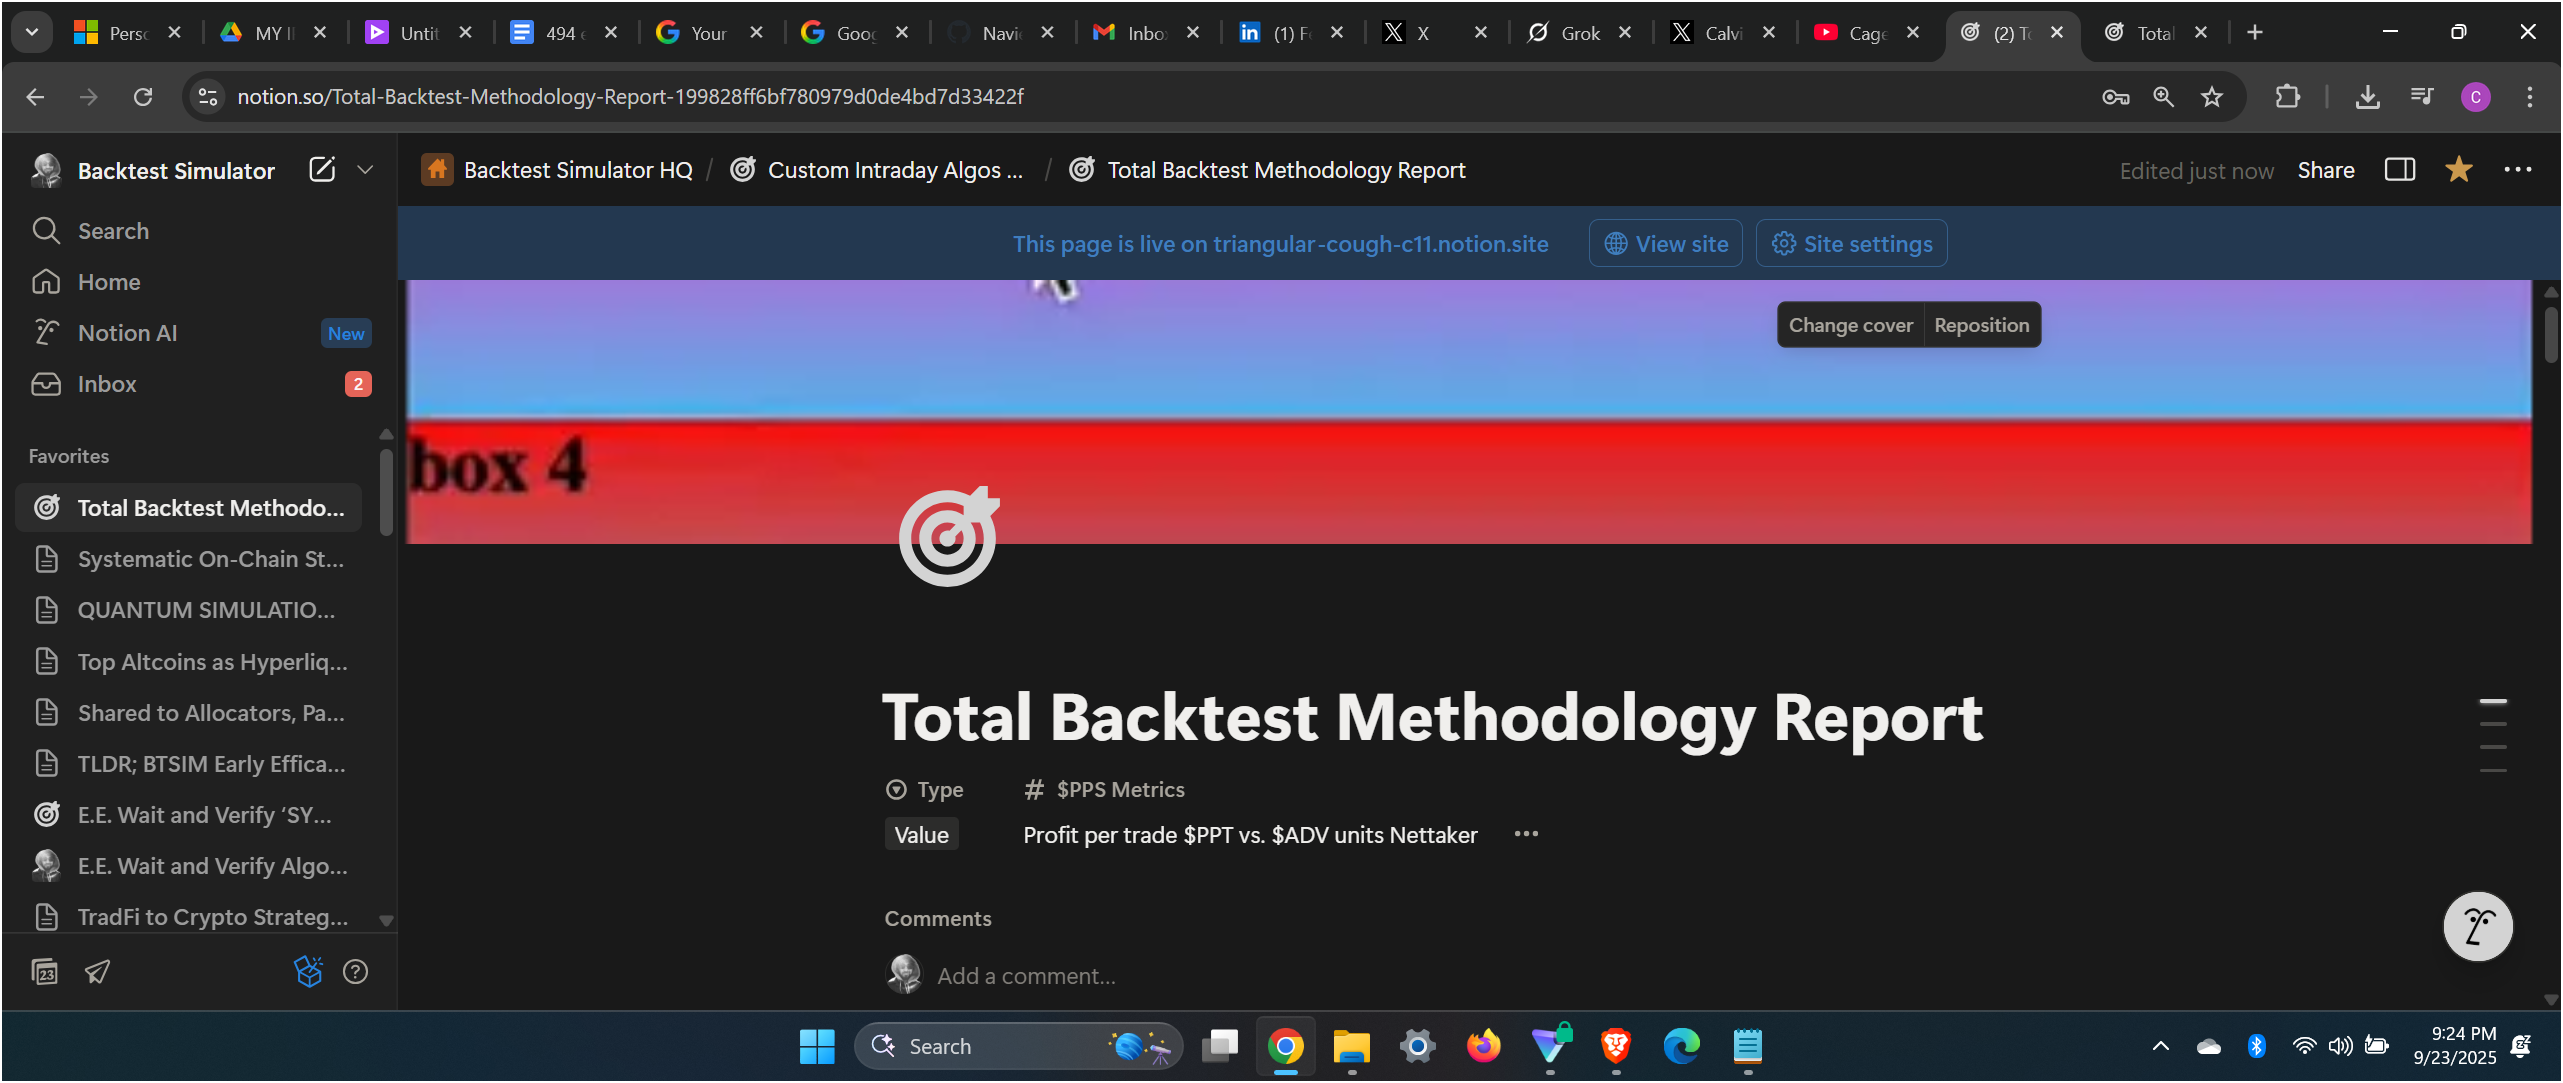 Perso
MY II
Untit
494 e
Your
Goog
Navi
Inbo
(1) Fe
X
Grok
Calvi
Cage
(2) To
Total
notion.so/Total-Backtest-Methodology-Report-199828ff6bf780979d0de4bd7d33422f
C
Backtest Simulator
Backtest Simulator HQ / Custom Intraday Algos ... / Total Backtest Methodology Report
Edited just now Share
This page is live on triangular-cough-c11.notion.site View site Site settings
Search
Home
Notion AI New
Inbox 2
Favorites
Total Backtest Methodo...
Systematic On-Chain St...
QUANTUM SIMULATIO...
Top Altcoins as Hyperliq...
Shared to Allocators, Pa...
TLDR; BTSIM Early Effica...
E.E. Wait and Verify ‘SY...
E.E. Wait and Verify Algo...
TradFi to Crypto Strateg...
23
Change cover Reposition
box 4
Total Backtest Methodology Report
Type # $PPS Metrics
Value Profit per trade $PPT vs. $ADV units Nettaker
Comments
Add a comment...
Search
9:24 PM
9/23/2025